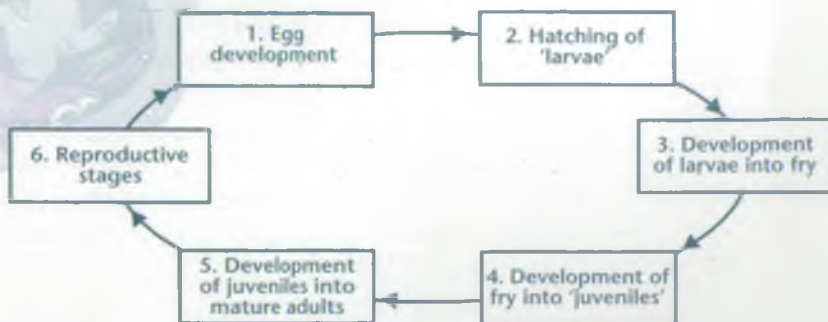 1. Egg
development
2. Hatching of
'larvae'
3. Development
of larvae into fry
4. Development of
fry into 'juveniles'
5. Development
of juveniles into
mature adults
6. Reproductive
stages